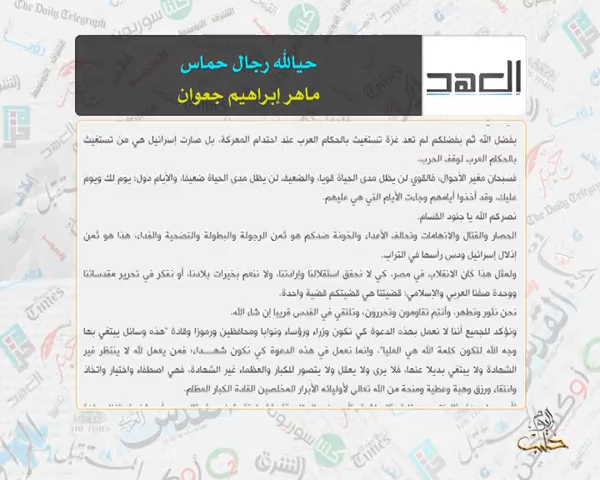 حيالله رجال حماس
ماهر إبراهيم جعوان
العهد
بفضل الله ثم بفضلكم لم تعد غزة تستغيث بالحكام العرب عند احتدام المعركة، بل صارت إسرائيل هي من تستغيث
بالحكام العرب لوقف الحرب.
فسبحان مغير الأحوال، فالقوي لن يظل مدى الحياة قويا، والضعيف لن يظل مدى الحياة ضعيفا، والأيام دول؛ يوم لك ويوم
عليك، وقد أخذوا أيامهم وجاءت الأيام التي هي عليهم.
نصركم الله يا جنود القسام.
الحصار والقتال والاتهامات وتحالف الأعداء والخونة ضدكم هو ثمن الرجولة والبطولة والتضحية والفداء، هذا هو ثمن
إذلال إسرائيل ودس رأسها في التراب.
ولمثل هذا كان الانقلاب في مصر، كي لا نحقق استقلالنا وإرادتنا، ولا ننعم بخيرات بلادنا، أو نفكر في تحرير مقدساتنا
ووحدة صفنا العربي والإسلامي؛ قضيتنا هي قضيتكم قضية واحدة.
نحن نثور ونطهر، وأنتم تقاومون وتحررون، ونلتقي في القدس قريبا إن شاء الله.
ونؤكد للجميع أننا لا نعمل بهذه الدعوة كي نكون وزراء ورؤساء ونوابا ومحافظين ورموزا وقادة "هذه وسائل يبتغي بها
وجه الله لتكون كلمة الله هي العليا"، وإنما نعمل في هذه الدعوة كي نكون شهـــداء؛ فمن يعمل لله لا ينتظر غير
الشهادة ولا يبتغي بديلا عنها، فلا يرى ولا يعقل ولا يتصور للكبار والعظماء غير الشهادة، فهي اصطفاء واختيار واتخاذ
وانتقاء، ورزق وهبة وعطية ومنحة من الله تعالى لأوليائه الأبرار المخلصين القادة الكبار العظام.